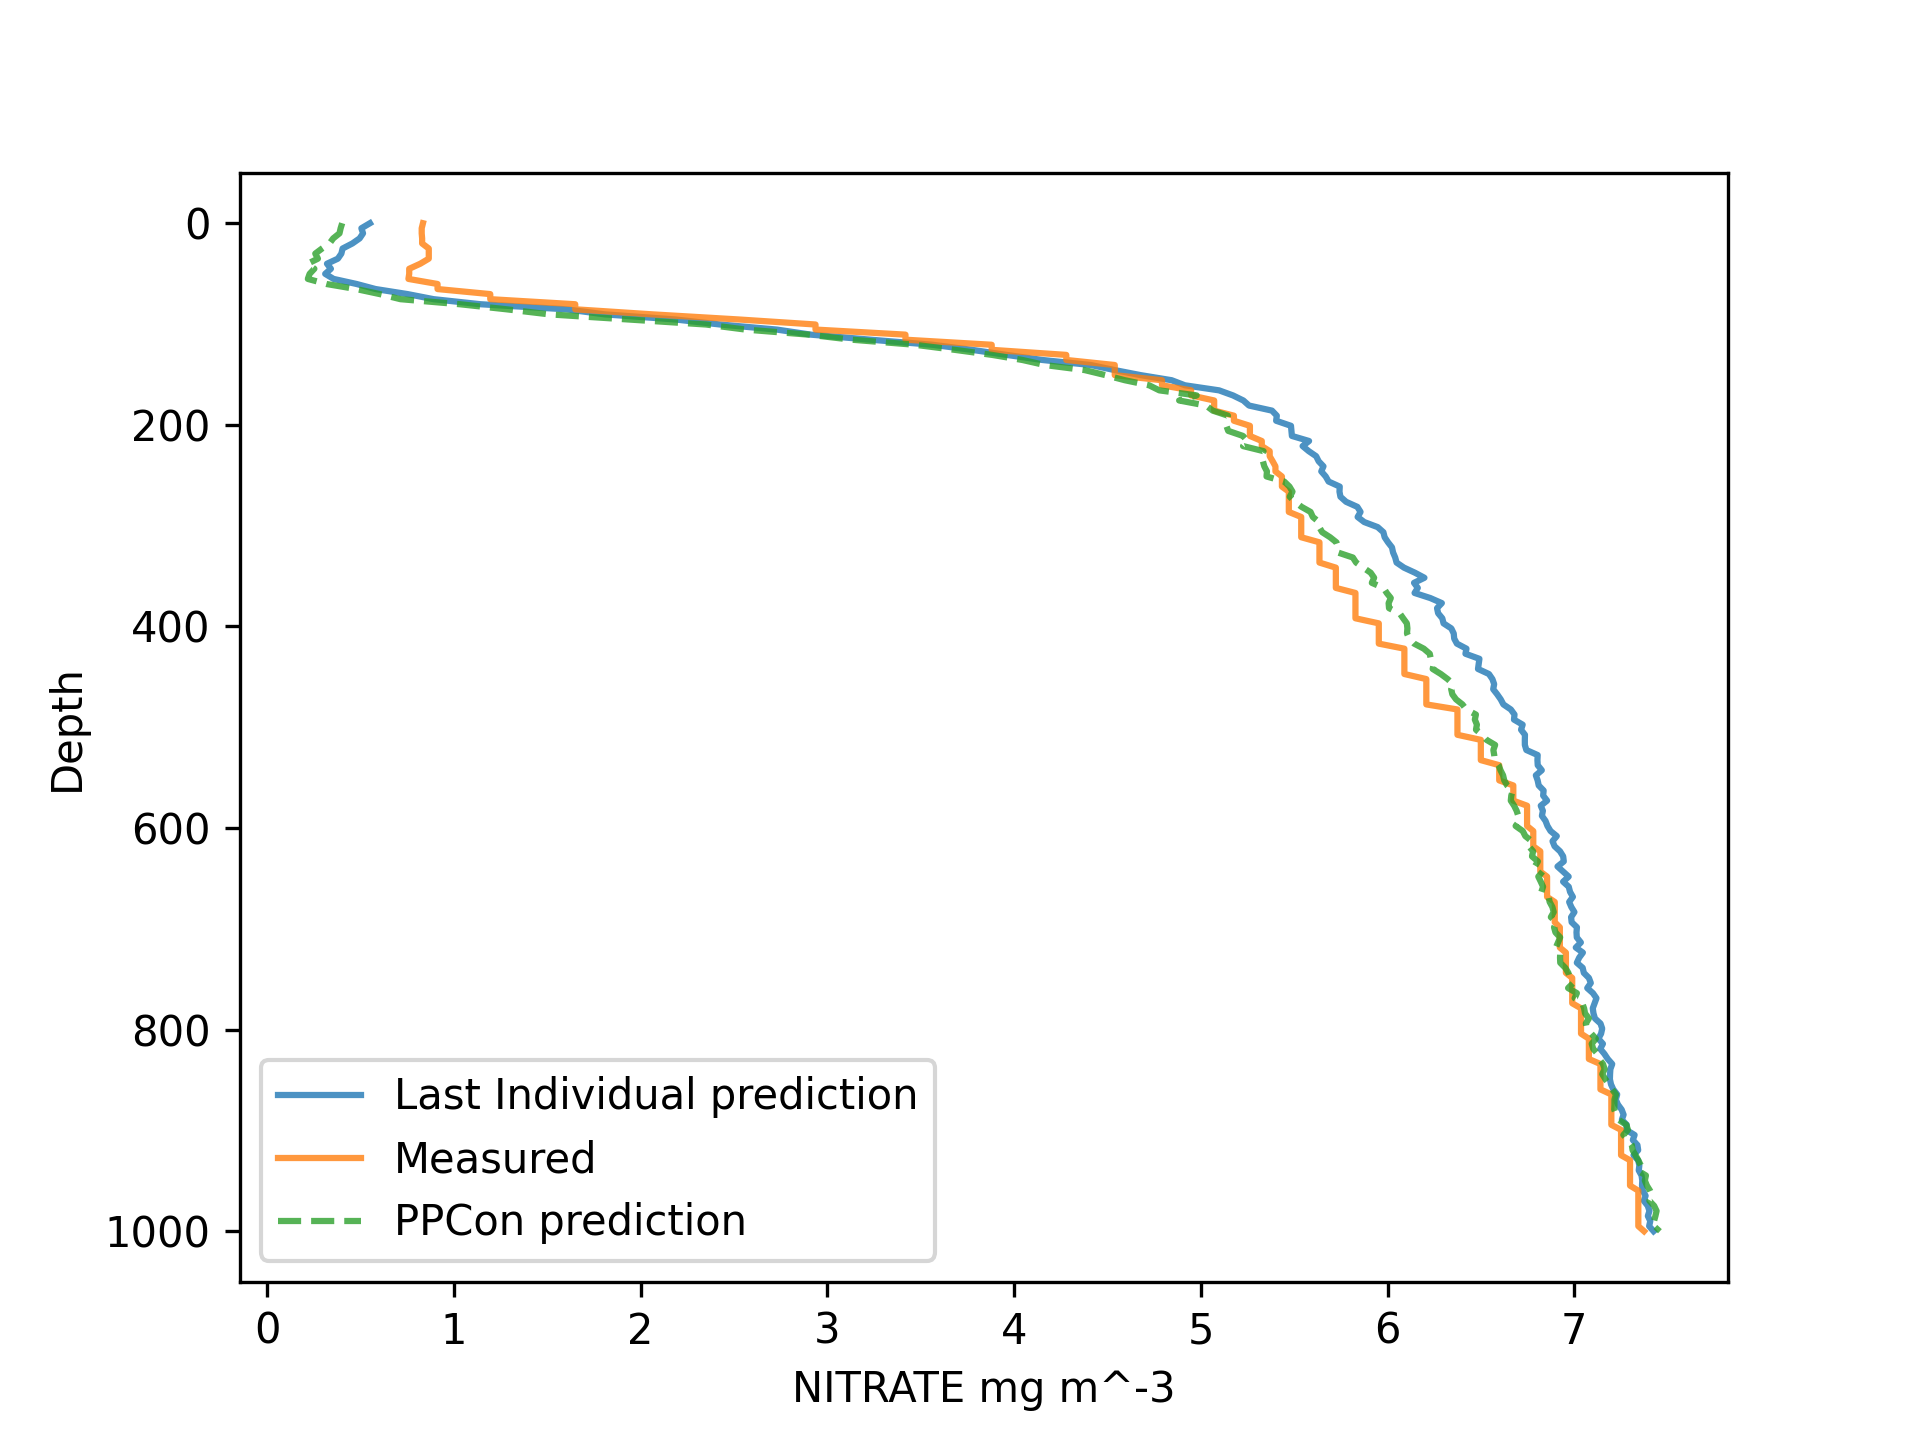 0
200
400
600
800
1000
Depth
Last Individual prediction
Measured
PPCon prediction
0 1 2 3 4 5 6 7
NITRATE mg m^-3